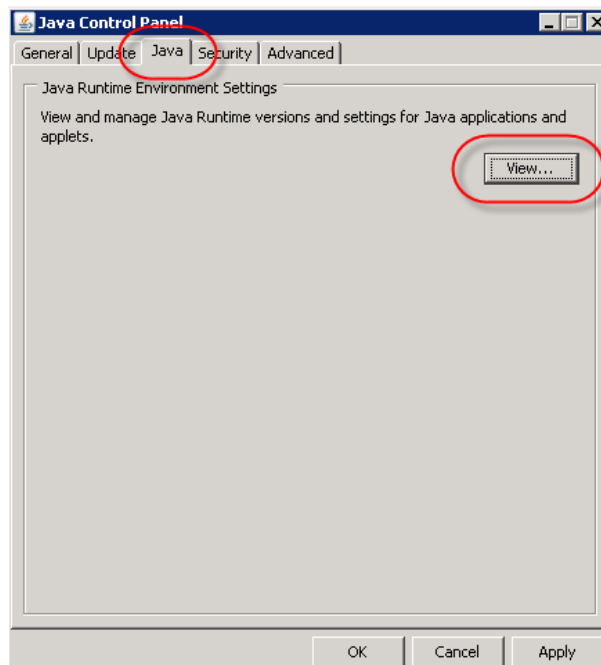 Java Control Panel
General Update Java Security Advanced
Java Runtime Environment Settings
View and manage Java Runtime versions and settings for Java applications and
applets.
View...
OK Cancel Apply